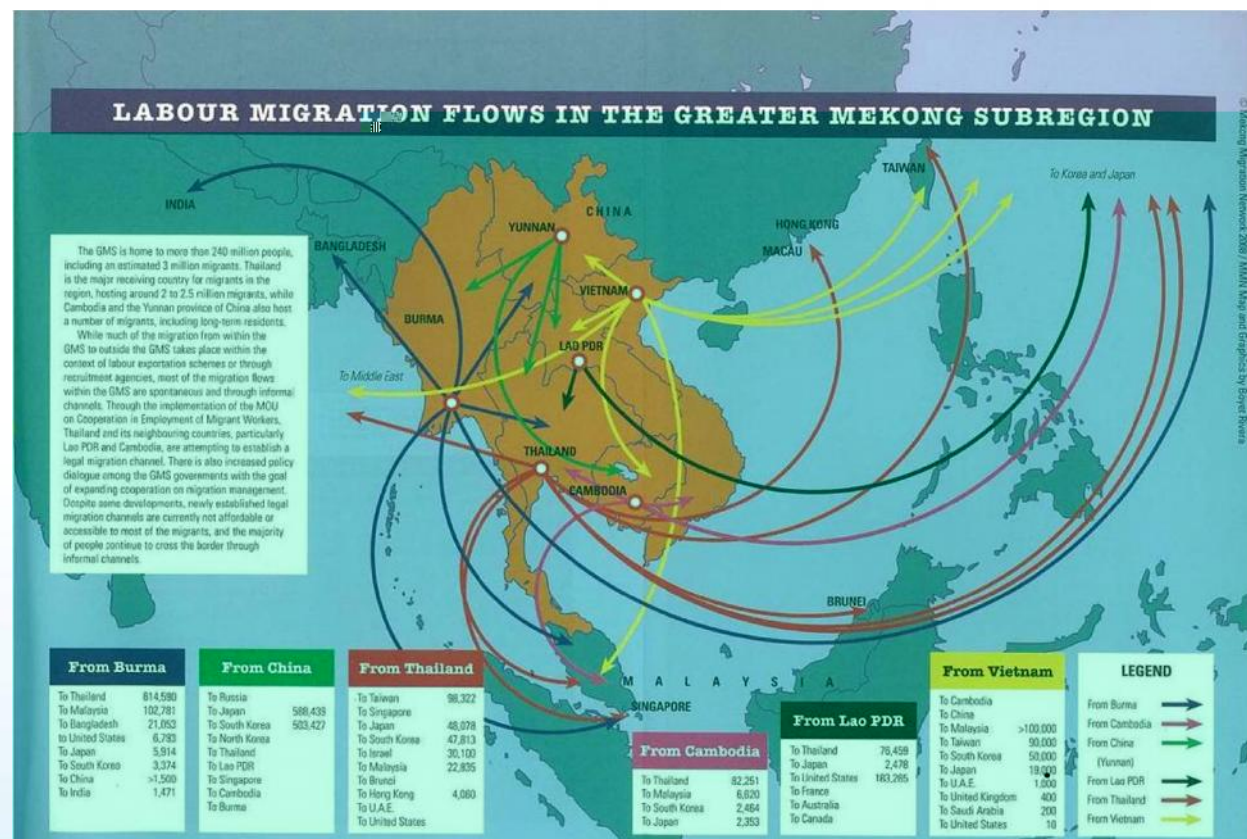 LABOUR MIGRATION FLOWS IN THE GREATER MEKONG SUBREGION
INDIA
BANGLADESH
BURMA
YUNNAN
CHINA
VIETNAM
LAO PDR
THAILAND
CAMBODIA
TAIWAN
HONG KONG
MACAU
BRUNEI
MALAYSIA
SINGAPORE
To Korea and Japan
To Middle East
The GMS is home to more than 240 million people,
including an estimated 3 million migrants. Thailand
is the major receiving country for migrants in the
region, hosting around 2 to 2.5 million migrants, while
Cambodia and the Yunnan province of China also host
a number of migrants, including long-term residents.
While much of the migration from within the
GMS to outside the GMS takes place within the
context of labour exportation schemes or through
recruitment agencies, most of the migration flows
within the GMS are spontaneous and through informal
channels. Through the implementation of the MOU
on Cooperation in Employment of Migrant Workers,
Thailand and its neighbouring countries, particularly
Lao PDR and Cambodia, are attempting to establish a
legal migration channel. There is also increased policy
dialogue among the GMS governments with the goal
of expanding cooperation on migration management.
Despite some developments, newly established legal
migration channels are currently not affordable or
accessible to most of the migrants, and the majority
of people continue to cross the border through
informal channels.
From Burma
To Thailand 614,590
To Malaysia 102,781
To Bangladesh 21,053
to United States 6,783
To Japan 5,914
To South Korea 3,374
To China >1,500
To India 1,471
From China
To Russia
To Japan 588,439
To South Korea 503,427
To North Korea
To Thailand
To Lao PDR
To Singapore
To Cambodia
To Burma
From Thailand
To Taiwan 98,322
To Singapore
To Japan 48,078
To South Korea 47,813
To Israel 30,100
To Malaysia 22,835
To Brunei
To Hong Kong 4,060
To U.A.E.
To United States
From Cambodia
To Thailand 82,251
To Malaysia 6,620
To South Korea 2,464
To Japan 2,353
From Lao PDR
To Thailand 76,459
To Japan 2,478
To United States 183,265
To France
To Australia
To Canada
From Vietnam
To Cambodia
To China
To Malaysia >100,000
To Taiwan 90,000
To South Korea 50,000
To Japan 19,000
To U.A.E. 1,000
To United Kingdom 400
To Saudi Arabia 200
To United States 10
LEGEND
From Burma
From Cambodia
From China
(Yunnan)
From Lao PDR
From Thailand
From Vietnam
© Mekong Migration Network 2008 / MMN Map and Graphics by Boyet Rivera